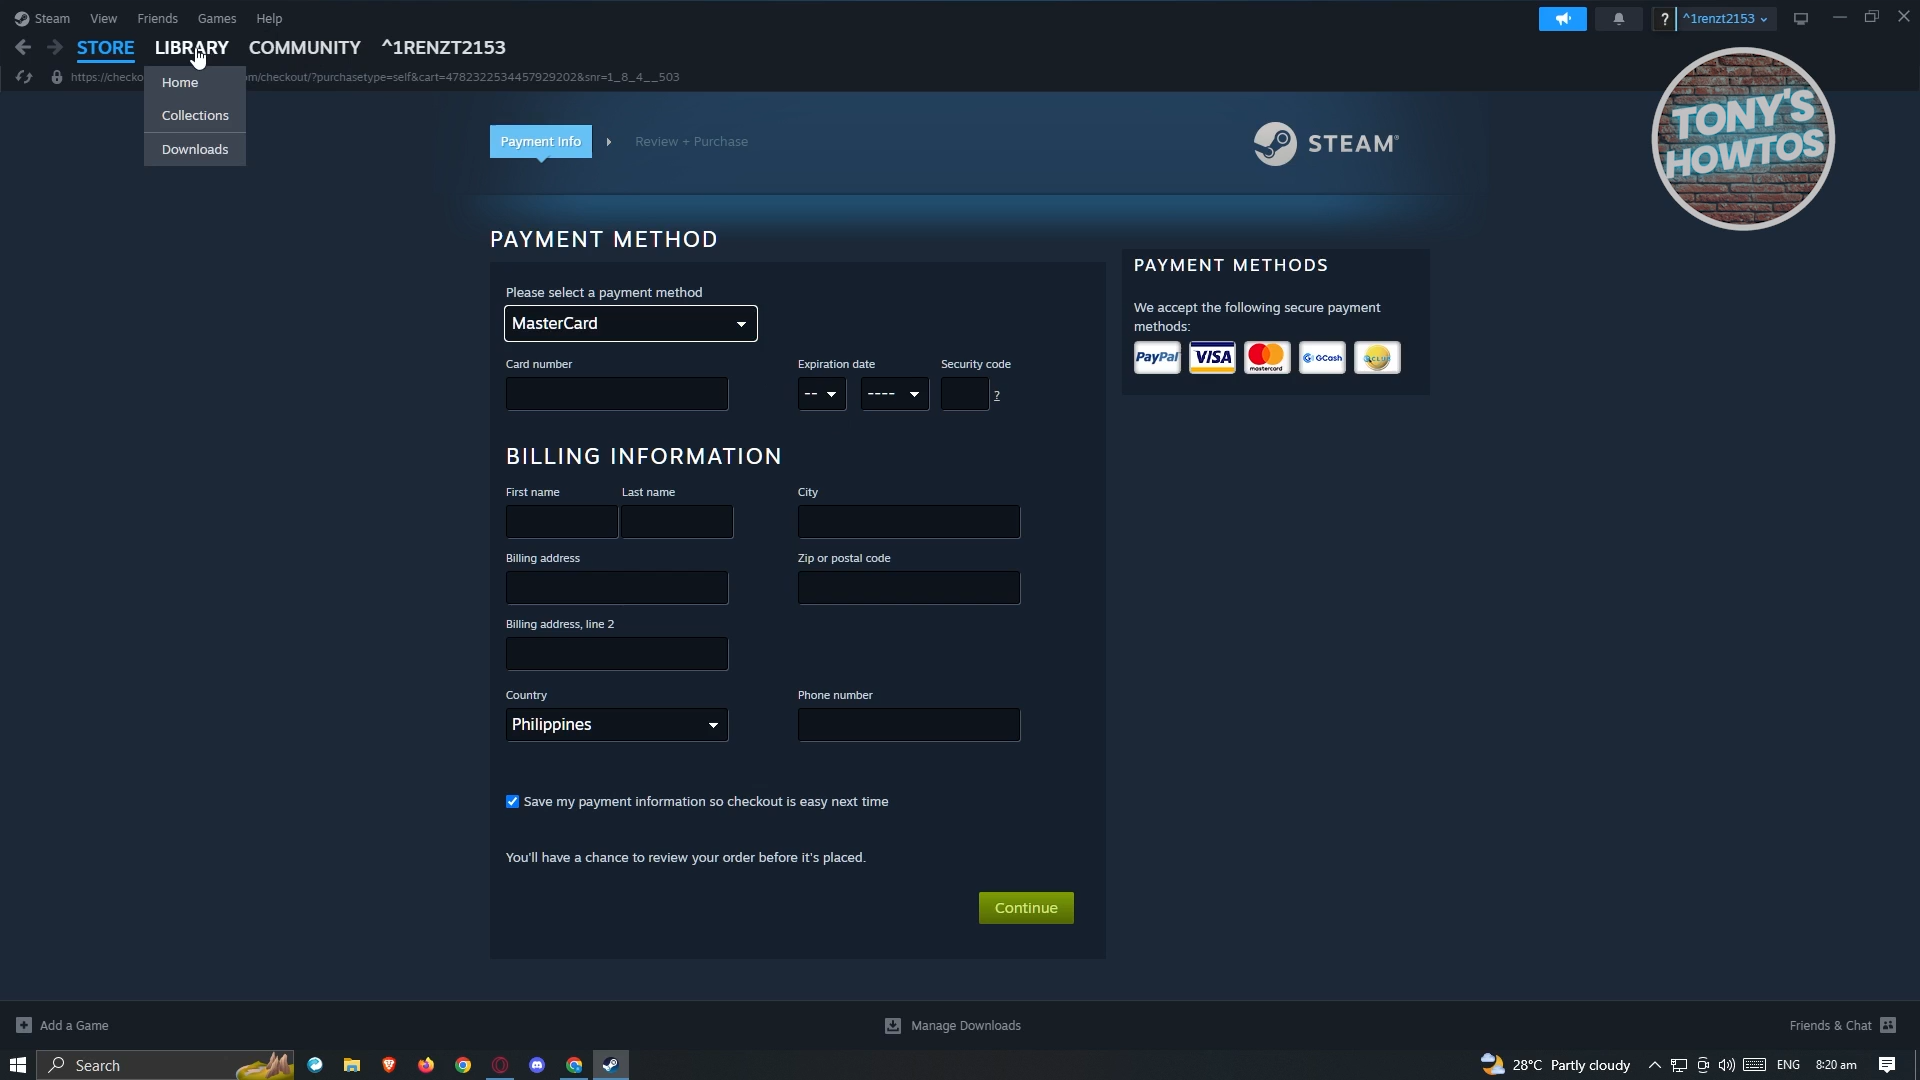 Steam View Friends Games Help
? ^1renzt2153
STORE LIBRARY COMMUNITY ^1RENZT2153
https://checko m/checkout/?purchasetype=self&cart=4782322534457929202&snr=1_8_4__503
Home
Collections
Downloads
TONY'S
HOWTOS
Payment Info Review + Purchase
STEAM
PAYMENT METHOD
Please select a payment method
MasterCard
Card number Expiration date Security code
-- ---- ?
PAYMENT METHODS
We accept the following secure payment
methods:
PayPal VISA mastercard GCash
BILLING INFORMATION
First name Last name City
Billing address Zip or postal code
Billing address, line 2
Country Phone number
Philippines
Save my payment information so checkout is easy next time
You'll have a chance to review your order before it's placed.
Continue
Add a Game Manage Downloads Friends & Chat
Search 28°C Partly cloudy ENG 8:20 am